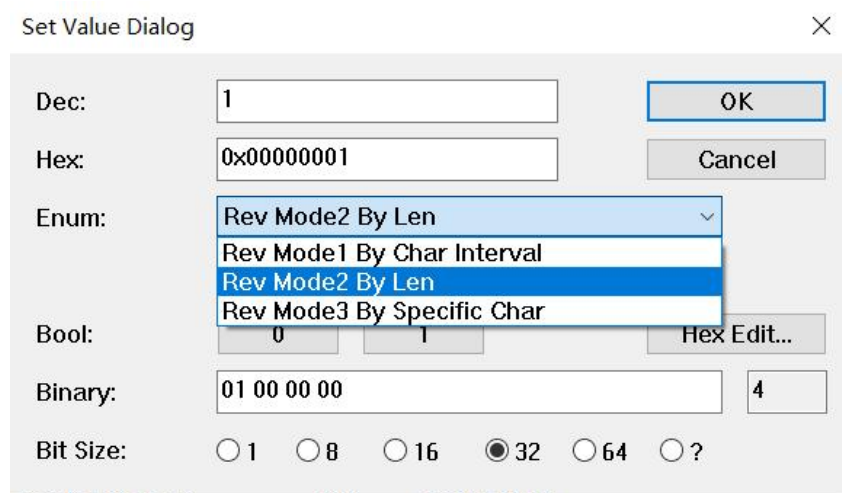 Set Value Dialog
Dec: 1 OK
Hex: 0x00000001 Cancel
Enum: Rev Mode2 By Len
Rev Mode1 By Char Interval
Rev Mode2 By Len
Rev Mode3 By Specific Char
Bool: 0 1 Hex Edit...
Binary: 01 00 00 00 4
Bit Size: 1 8 16 32 64 ?